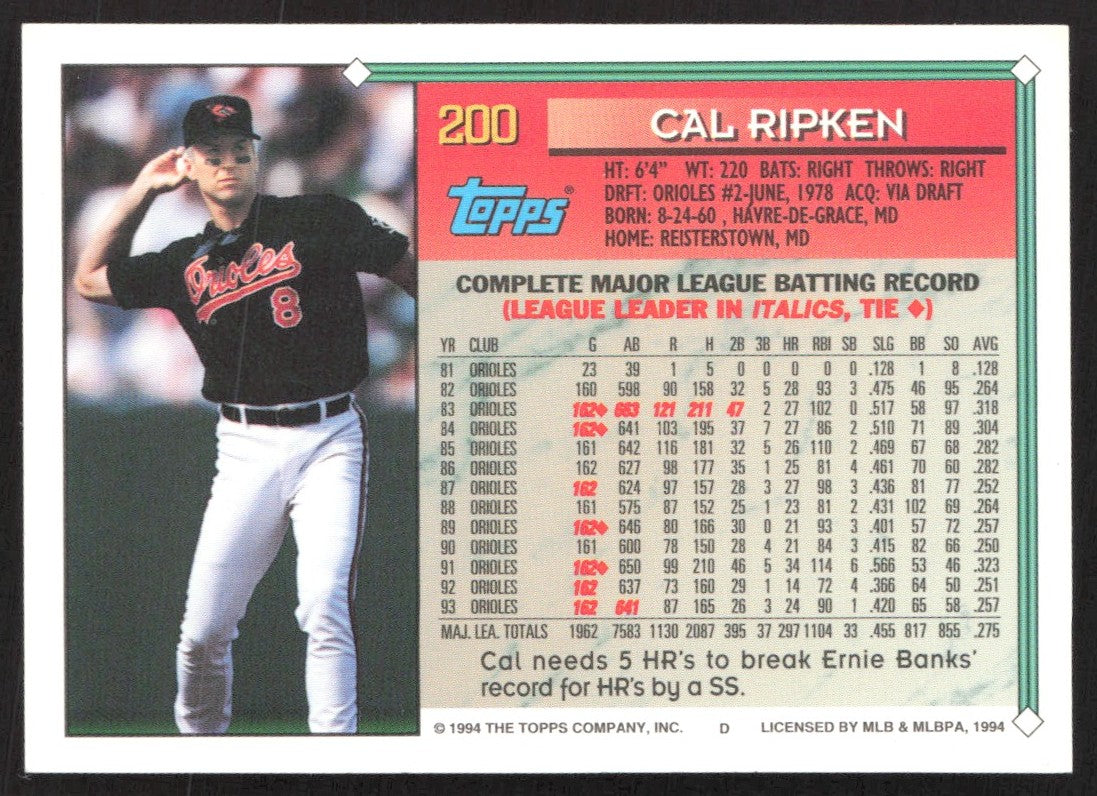 200 CAL RIPKEN
HT: 6'4" WT: 220 BATS: RIGHT THROWS: RIGHT
DRFT: ORIOLES #2-JUNE, 1978 ACQ: VIA DRAFT
BORN: 8-24-60 , HAVRE-DE-GRACE, MD
HOME: REISTERSTOWN, MD
Topps®
Orioles
8
COMPLETE MAJOR LEAGUE BATTING RECORD
(LEAGUE LEADER IN ITALICS, TIE ◆)
YR CLUB G AB R H 2B 3B HR RBI SB SLG BB SO AVG
81 ORIOLES 23 39 1 5 0 0 0 0 0 .128 1 8 .128
82 ORIOLES 160 598 90 158 32 5 28 93 3 .475 46 95 .264
83 ORIOLES 162◆ 663 121 211 47 2 27 102 0 .517 58 97 .318
84 ORIOLES 162◆ 641 103 195 37 7 27 86 2 .510 71 89 .304
85 ORIOLES 161 642 116 181 32 5 26 110 2 .469 67 68 .282
86 ORIOLES 162 627 98 177 35 1 25 81 4 .461 70 60 .282
87 ORIOLES 162 624 97 157 28 3 27 98 3 .436 81 77 .252
88 ORIOLES 161 575 87 152 25 1 23 81 2 .431 102 69 .264
89 ORIOLES 162◆ 646 80 166 30 0 21 93 3 .401 57 72 .257
90 ORIOLES 161 600 78 150 28 4 21 84 3 .415 82 66 .250
91 ORIOLES 162◆ 650 99 210 46 5 34 114 6 .566 53 46 .323
92 ORIOLES 162 637 73 160 29 1 14 72 4 .366 64 50 .251
93 ORIOLES 162 641 87 165 26 3 24 90 1 .420 65 58 .257
MAJ. LEA. TOTALS 1962 7583 1130 2087 395 37 297 1104 33 .455 817 855 .275
Cal needs 5 HR's to break Ernie Banks'
record for HR's by a SS.
© 1994 THE TOPPS COMPANY, INC. D LICENSED BY MLB & MLBPA, 1994